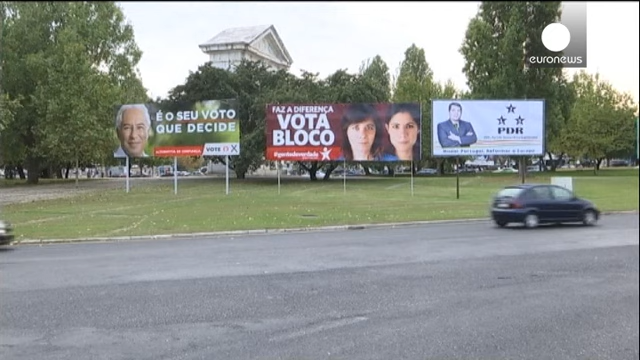 euronews
É O SEU VOTO
QUE DECIDE
VOTE
FAZ A DIFERENÇA
VOTA
BLOCO
PDR